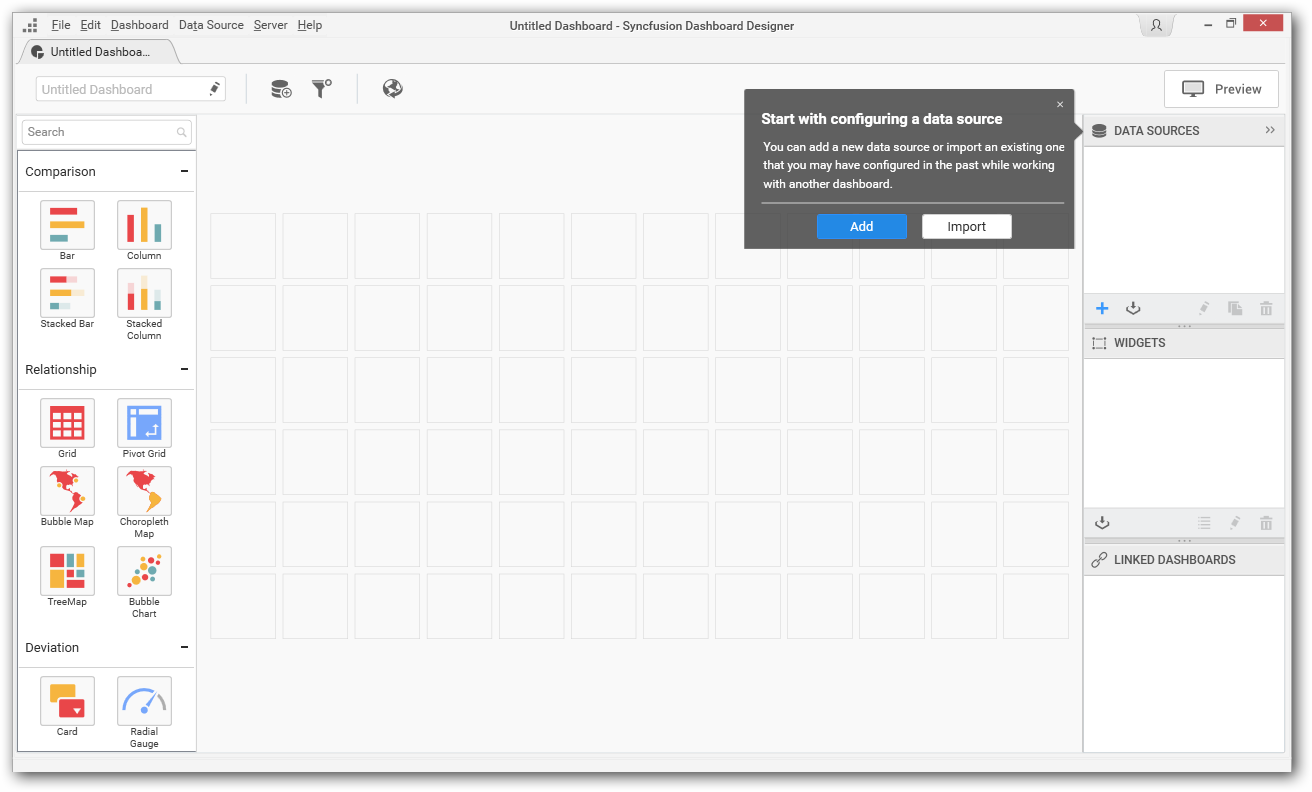 File Edit Dashboard Data Source Server Help
Untitled Dashboard - Syncfusion Dashboard Designer
Untitled Dashboa...
Untitled Dashboard
Preview
Search
Comparison
Bar
Column
Stacked Bar
Stacked
Column
Relationship
Grid
Pivot Grid
Bubble Map
Choropleth
Map
TreeMap
Bubble
Chart
Deviation
Card
Radial
Gauge
Start with configuring a data source
You can add a new data source or import an existing one
that you may have configured in the past while working
with another dashboard.
Add
Import
DATA SOURCES
WIDGETS
LINKED DASHBOARDS